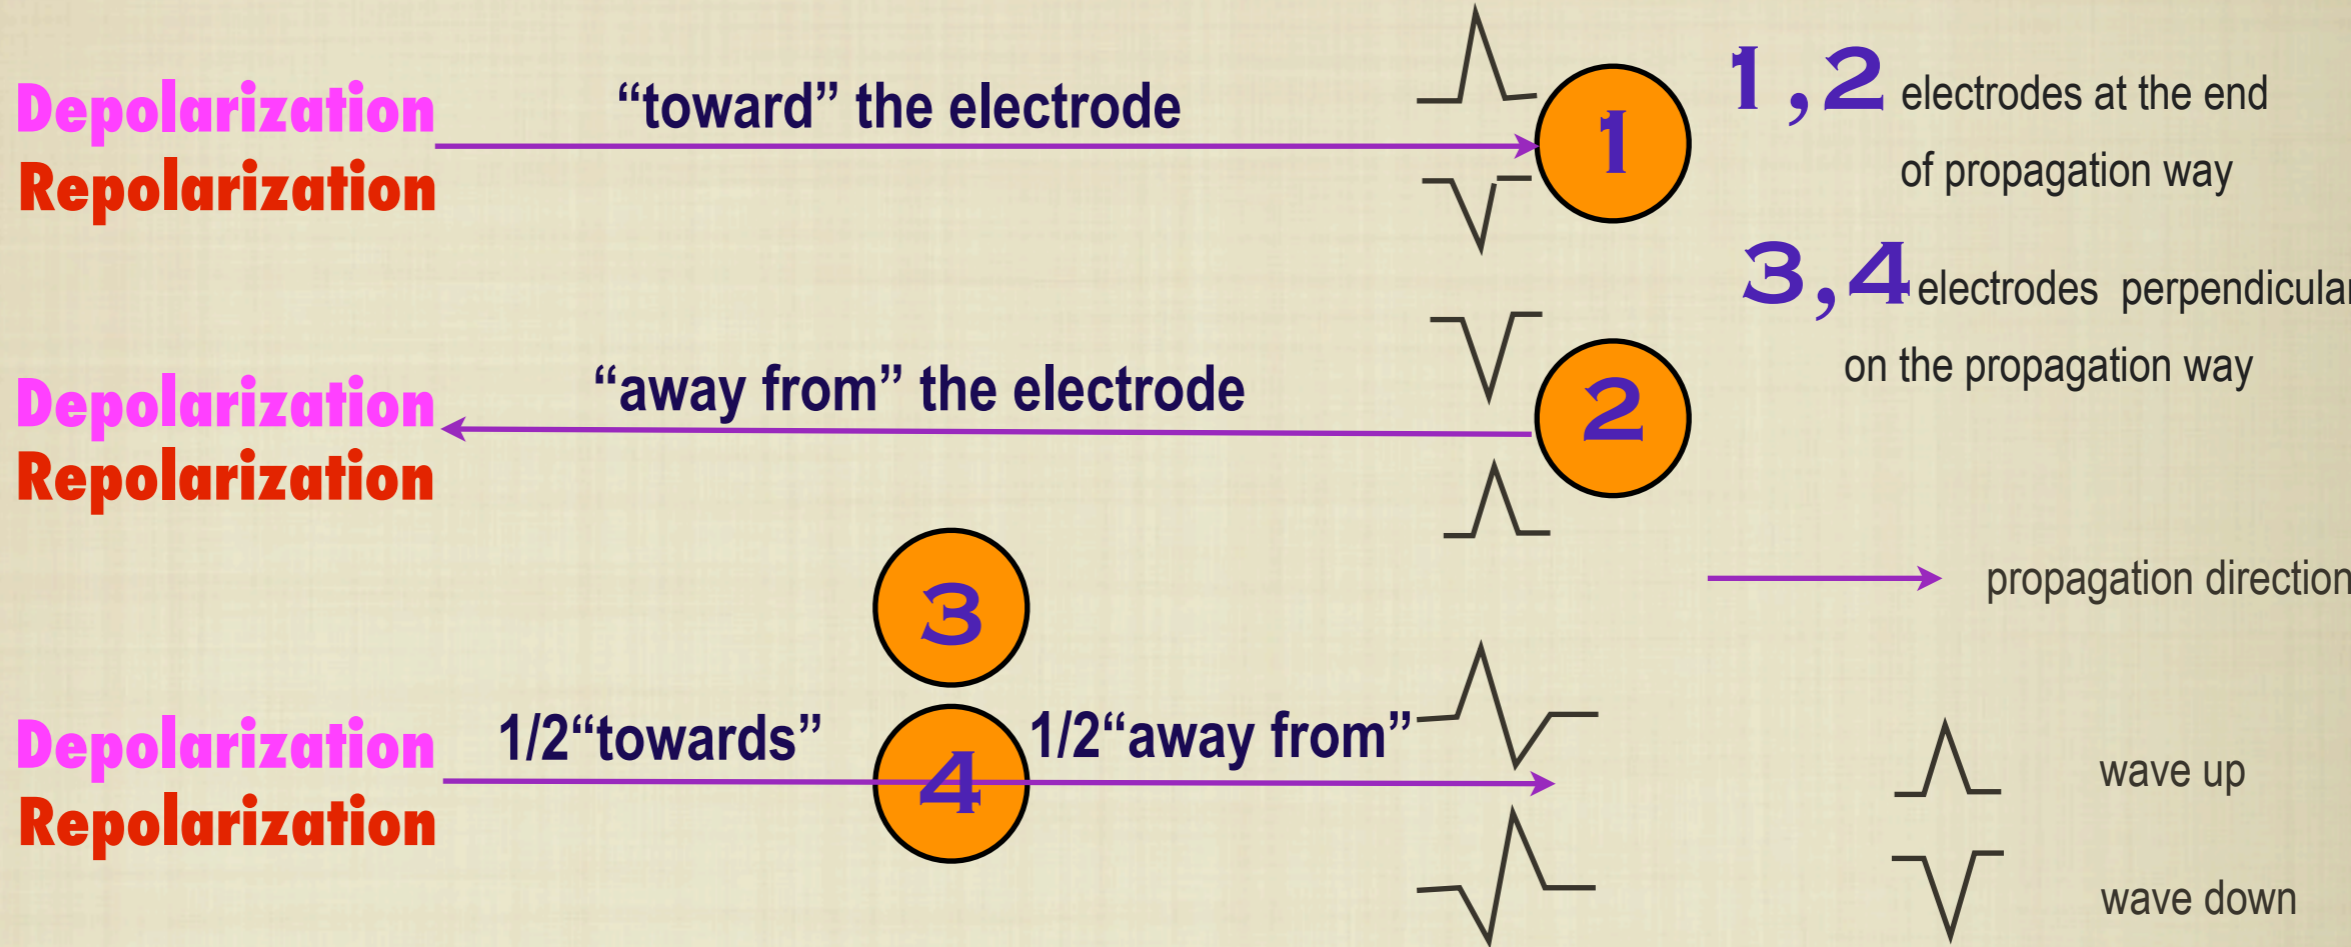 Depolarization
Repolarization
“toward” the electrode
1
1,2 electrodes at the end
of propagation way
3,4 electrodes perpendicular
on the propagation way
Depolarization
Repolarization
“away from” the electrode
2
3
propagation direction
Depolarization
Repolarization
1/2“towards”
4
1/2“away from”
wave up
wave down